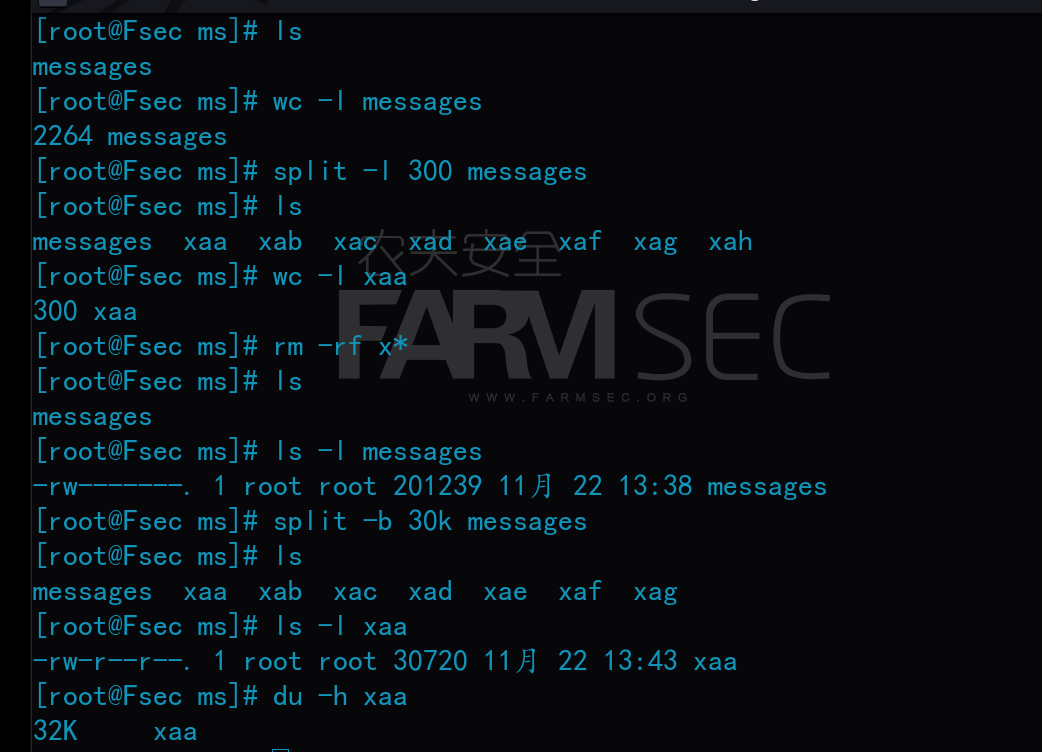 [root@Fsec ms]# ls
messages
[root@Fsec ms]# wc -l messages
2264 messages
[root@Fsec ms]# split -l 300 messages
[root@Fsec ms]# ls
messages  xaa  xab  xac  xad  xae  xaf  xag  xah
农夫安全
[root@Fsec ms]# wc -l xaa
300 xaa
FARMSEC
[root@Fsec ms]# rm -rf x*
[root@Fsec ms]# ls
WWW.FARMSEC.ORG
messages
[root@Fsec ms]# ls -l messages
-rw-------. 1 root root 201239 11月 22 13:38 messages
[root@Fsec ms]# split -b 30k messages
[root@Fsec ms]# ls
messages  xaa  xab  xac  xad  xae  xaf  xag
[root@Fsec ms]# ls -l xaa
-rw-r--r--. 1 root root 30720 11月 22 13:43 xaa
[root@Fsec ms]# du -h xaa
32K     xaa